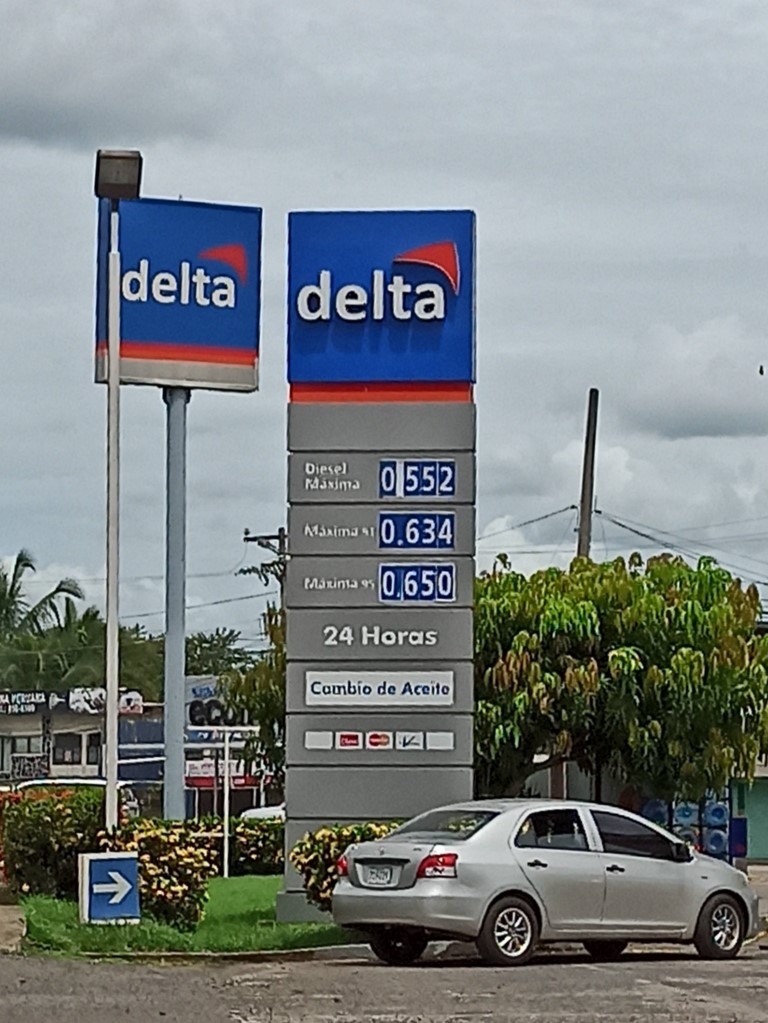 delta
delta
Diesel
Máxima
0.552
Máxima 91 0.634
Máxima 95 0.650
24 Horas
Cambio de Aceite